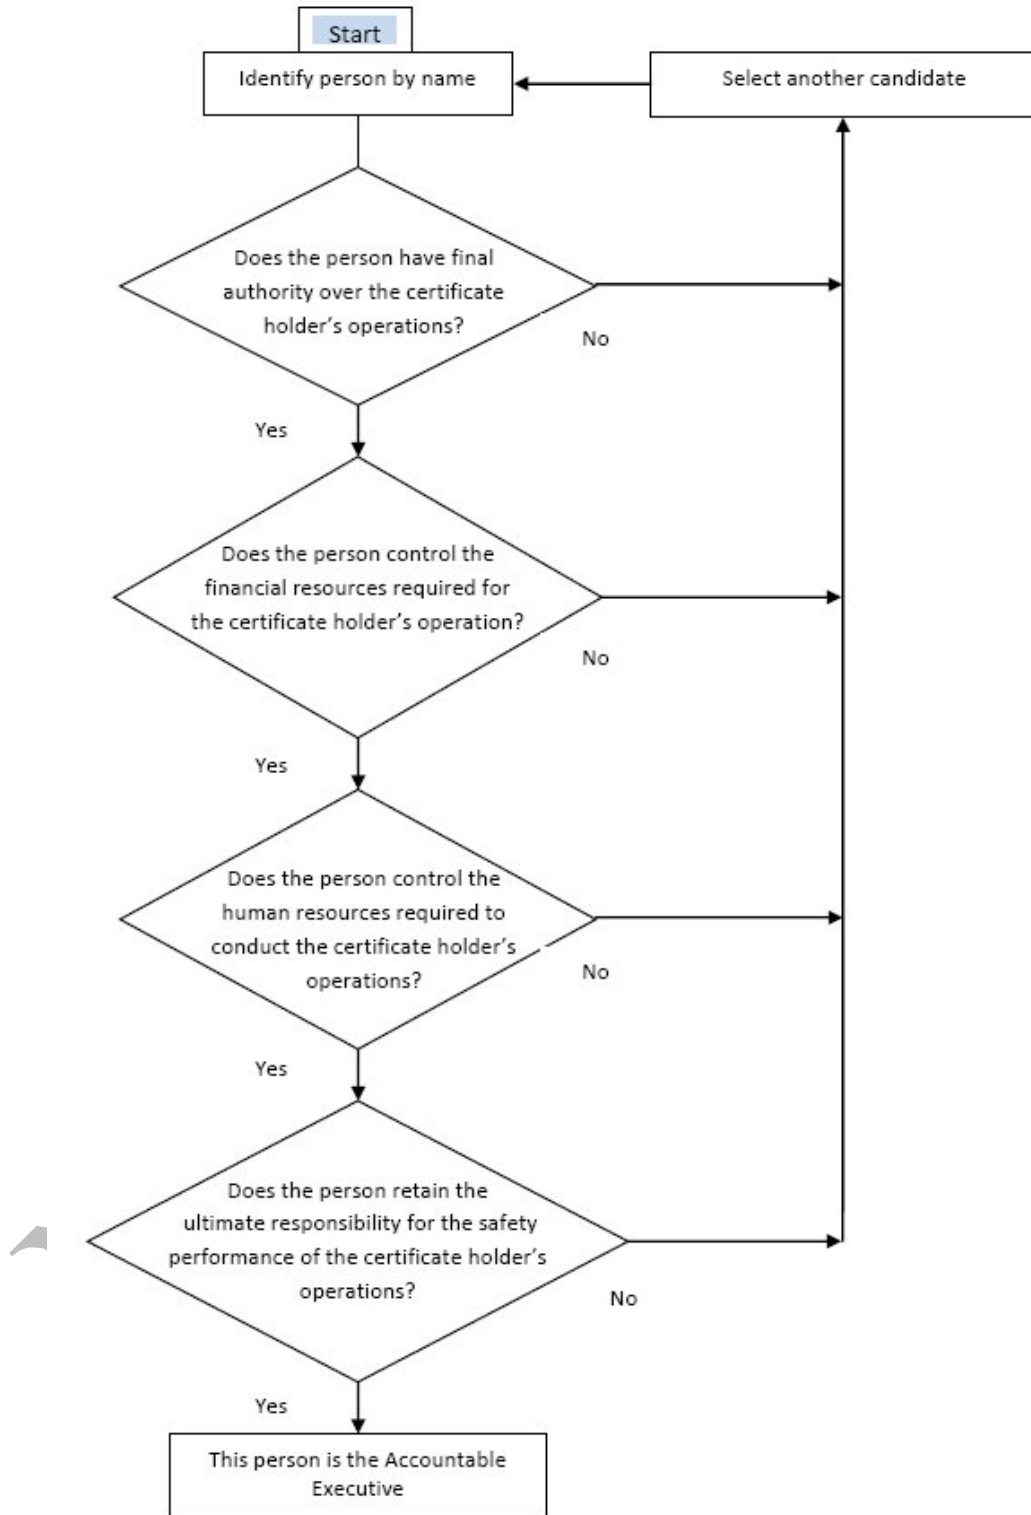 Start
Identify person by name
Select another candidate
Does the person have final
authority over the certificate
holder’s operations?
No
Yes
Does the person control the
financial resources required for
the certificate holder’s operation?
No
Yes
Does the person control the
human resources required to
conduct the certificate holder’s
operations?
No
Yes
Does the person retain the
ultimate responsibility for the safety
performance of the certificate holder’s
operations?
No
Yes
This person is the Accountable
Executive